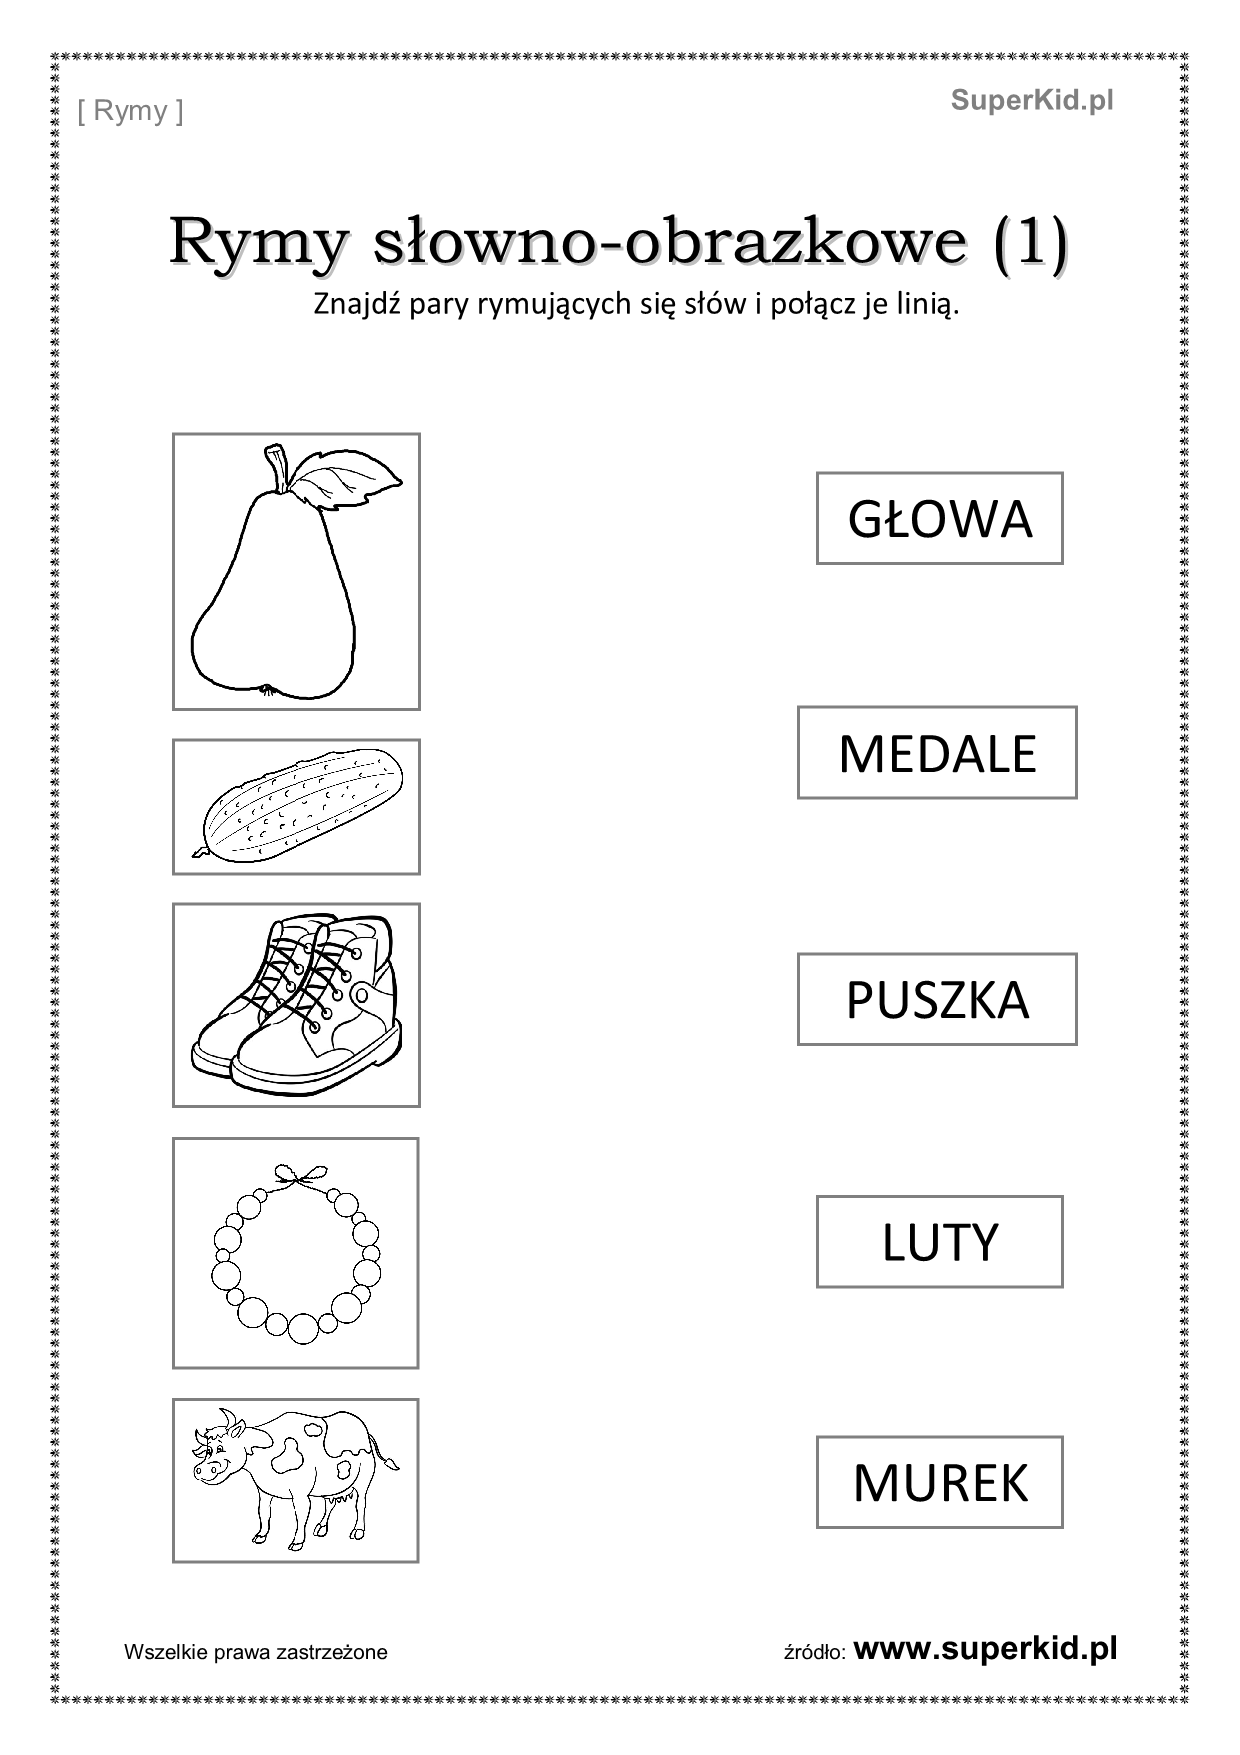 [ Rymy ]
SuperKid.pl
Rymy słowno-obrazkowe (1)
Znajdź pary rymujących się słów i połącz je linią.
GŁOWA
MEDALE
PUSZKA
LUTY
MUREK
Wszelkie prawa zastrzeżone
źródło: www.superkid.pl